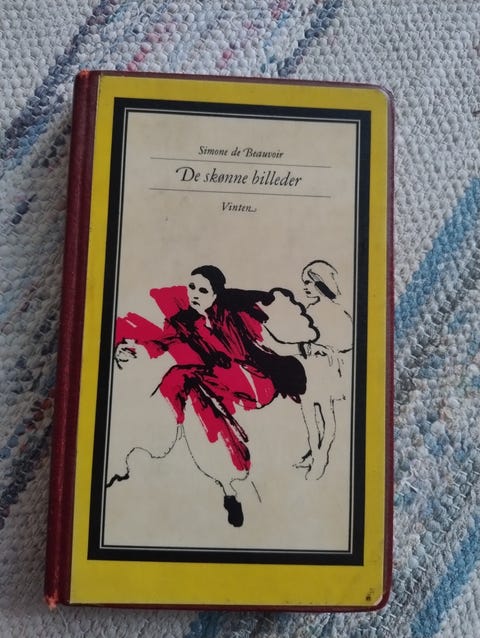 Simone de Beauvoir
De skønne billeder
Vinten